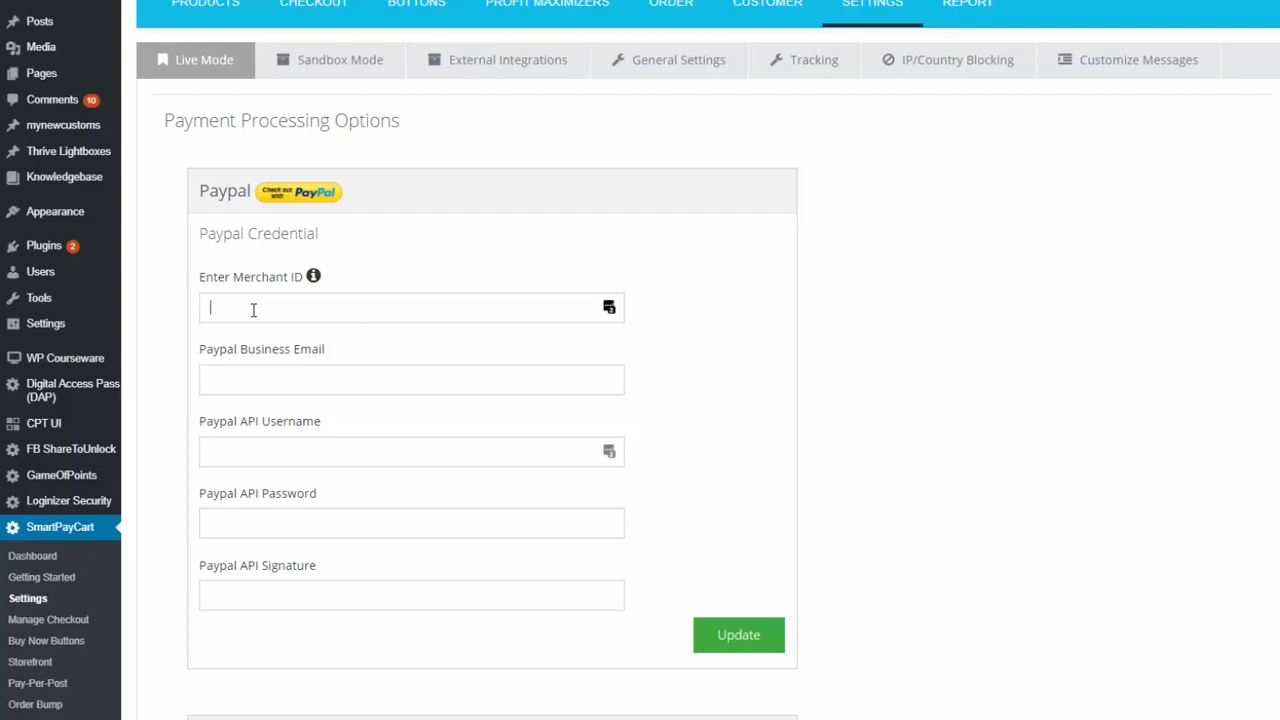 PRODUCTS CHECKOUT BUTTONS PROFIT MAXIMIZERS ORDER CUSTOMER SETTINGS REPORT
Live Mode Sandbox Mode External Integrations General Settings Tracking IP/Country Blocking Customize Messages
Posts
Media
Pages
Comments 10
mynewcustoms
Thrive Lightboxes
Knowledgebase
Appearance
Plugins 2
Users
Tools
Settings
WP Courseware
Digital Access Pass
(DAP)
CPT UI
FB ShareToUnlock
GameOfPoints
Loginizer Security
SmartPayCart
Dashboard
Getting Started
Settings
Manage Checkout
Buy Now Buttons
Storefront
Pay-Per-Post
Order Bump
Payment Processing Options
Paypal Check out with PayPal
Paypal Credential
Enter Merchant ID
Paypal Business Email
Paypal API Username
Paypal API Password
Paypal API Signature
Update